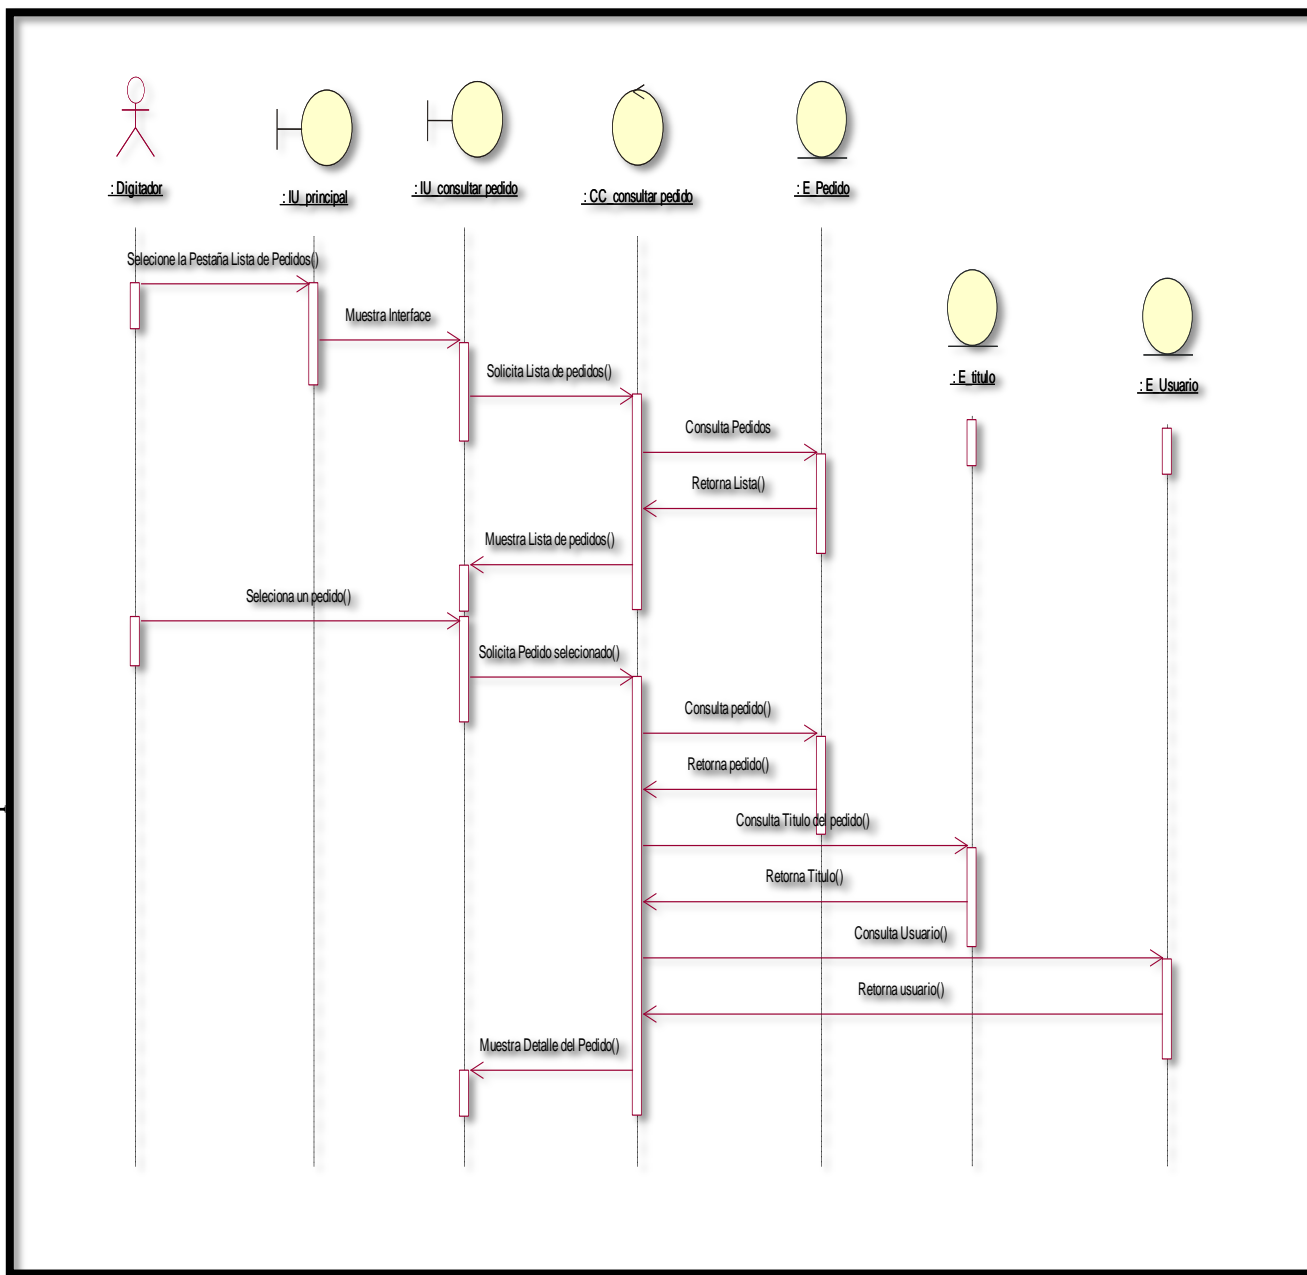 : Digitador
: IU_principal
: IU_consultar pedido
: CC_consultar pedido
: E_Pedido
Selecione la Pestaña Lista de Pedidos()
Muestra Interface
Solicita Lista de pedidos()
: E_titulo
: E_Usuario
Consulta Pedidos
Retorna Lista()
Muestra Lista de pedidos()
Seleciona un pedido()
Solicita Pedido selecionado()
Consulta pedido()
Retorna pedido()
Consulta Titulo del pedido()
Retorna Titulo()
Consulta Usuario()
Retorna usuario()
Muestra Detalle del Pedido()